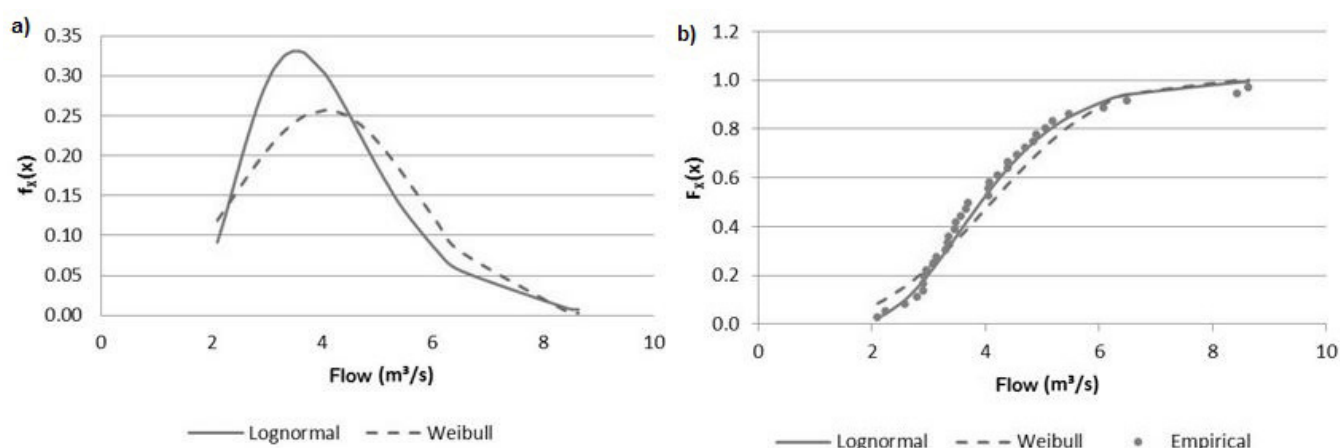 a)
0.35
0.30
0.25
0.20
0.15
0.10
0.05
0.00
fx(x)
0 2 4 6 8 10
Flow (m³/s)
Lognormal Weibull
b)
1.2
1.0
0.8
0.6
0.4
0.2
0.0
Fx(x)
0 2 4 6 8 10
Flow (m³/s)
Lognormal Weibull Empirical